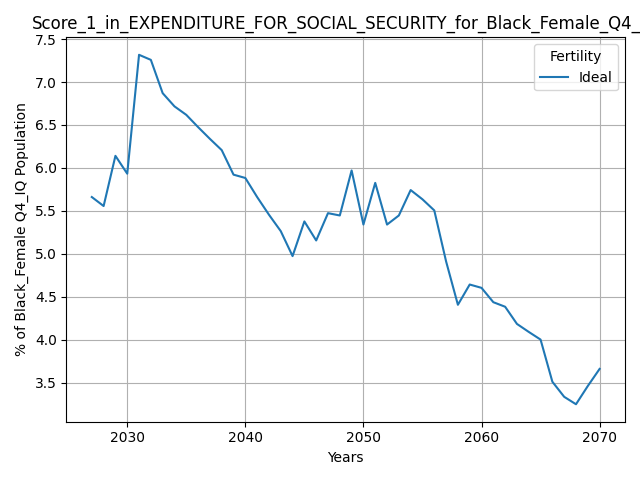 Score_1_in_EXPENDITURE_FOR_SOCIAL_SECURITY_for_Black_Female_Q4_
7.5
7.0
6.5
6.0
5.5
5.0
4.5
4.0
3.5
% of Black_Female Q4_IQ Population
Fertility
Ideal
2030 2040 2050 2060 2070
Years